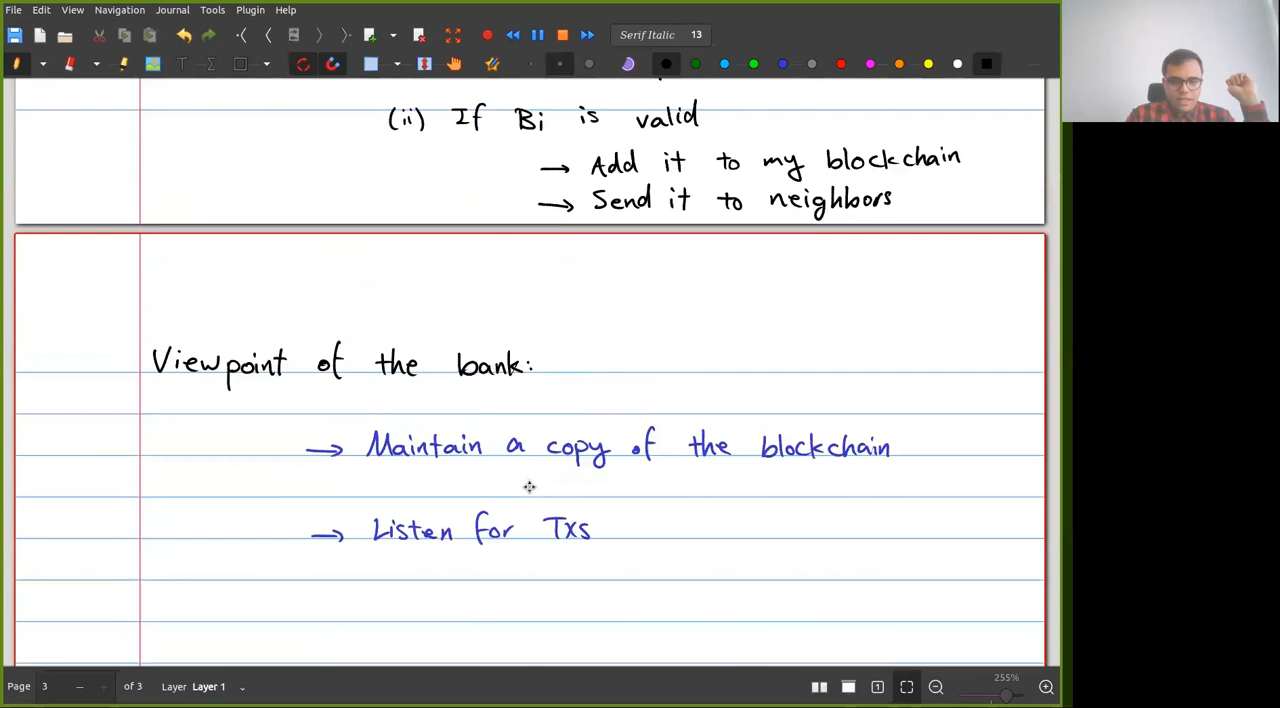 File Edit View Navigation Journal Tools Plugin Help
Serif Italic 13
(ii) If Bi is valid
→ Add it to my blockchain
→ Send it to neighbors
Viewpoint of the bank:
→ Maintain a copy of the blockchain
→ Listen for Txs
Page 3 of 3 Layer Layer 1 255%